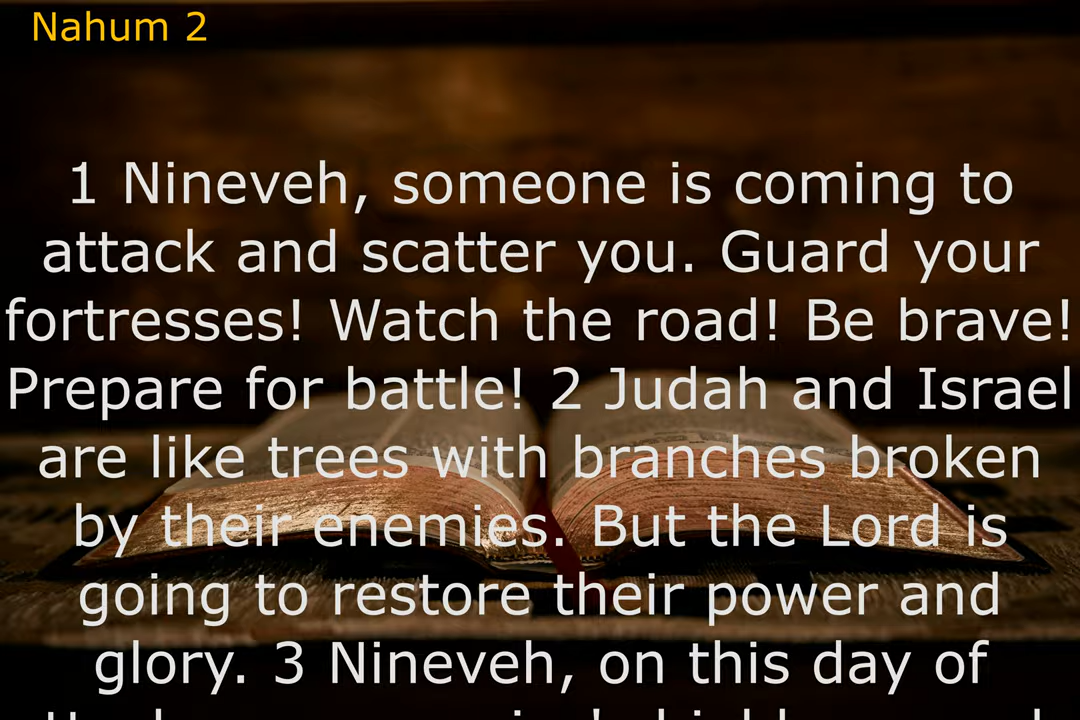 Nahum 2
1 Nineveh, someone is coming to
attack and scatter you. Guard your
fortresses! Watch the road! Be brave!
Prepare for battle! 2 Judah and Israel
are like trees with branches broken
by their enemies. But the Lord is
going to restore their power and
glory. 3 Nineveh, on this day of